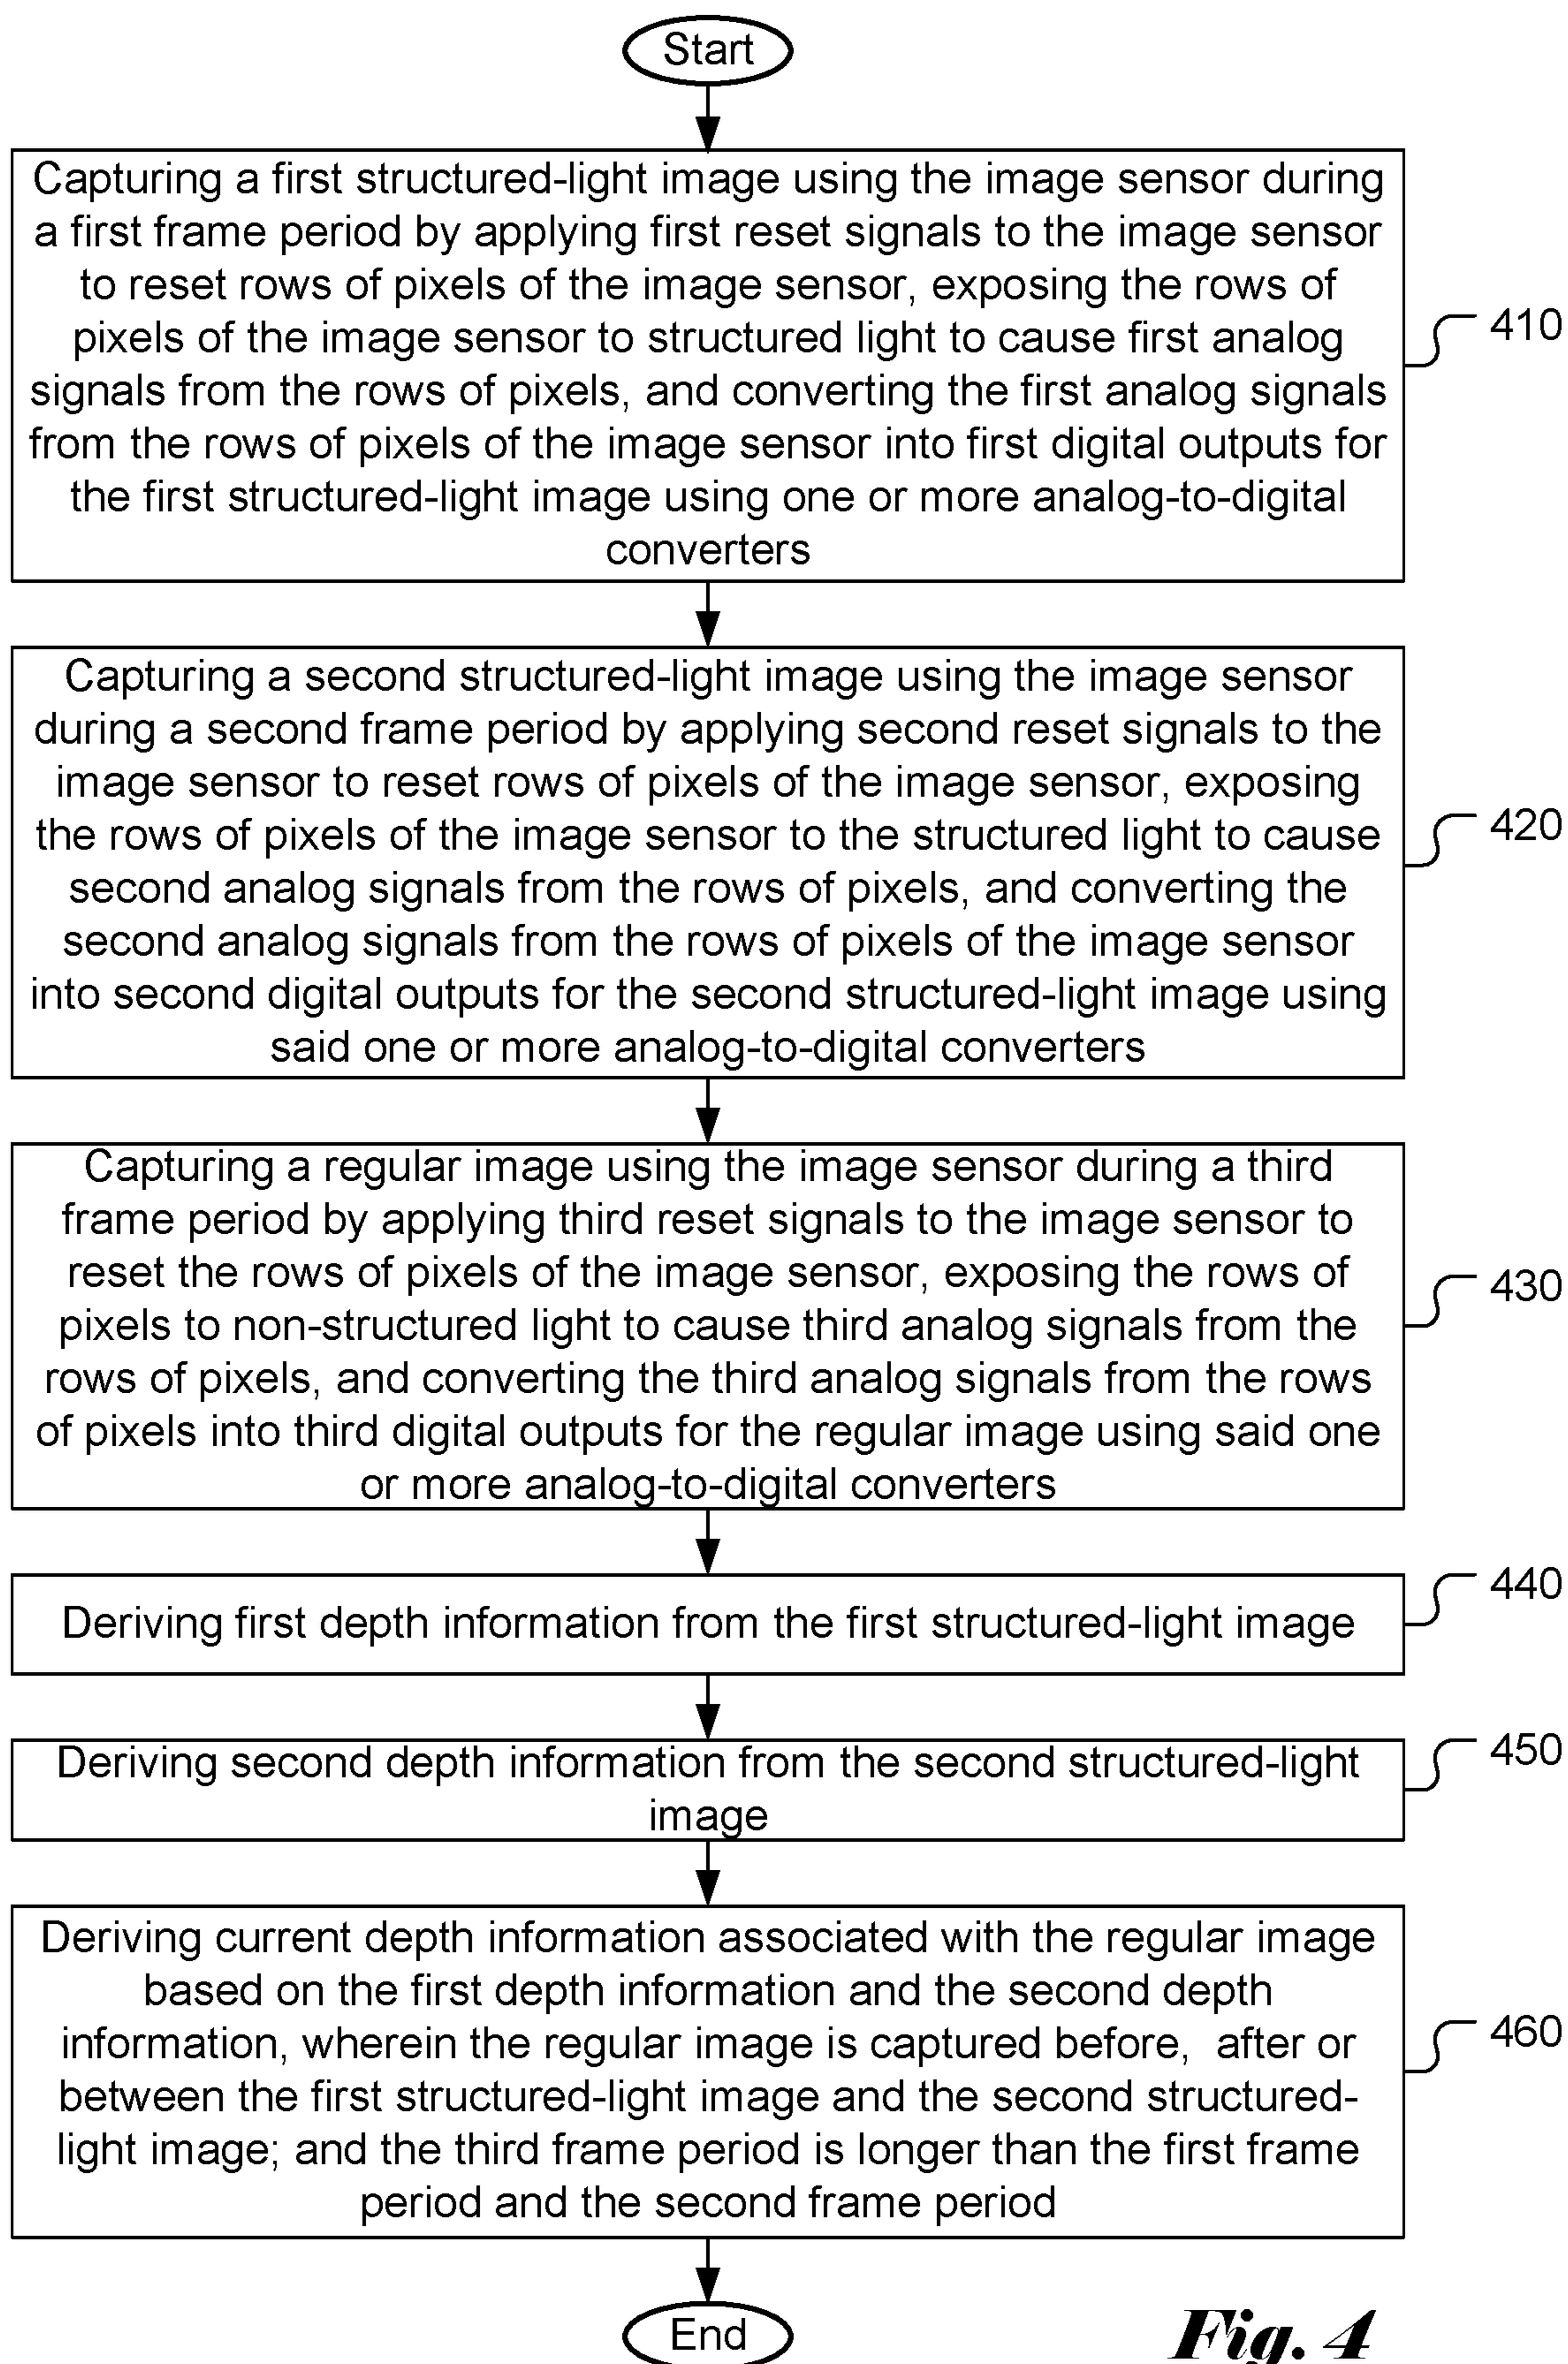 Start
Capturing a first structured-light image using the image sensor during
a first frame period by applying first reset signals to the image sensor
to reset rows of pixels of the image sensor, exposing the rows of
pixels of the image sensor to structured light to cause first analog
signals from the rows of pixels, and converting the first analog signals
from the rows of pixels of the image sensor into first digital outputs for
the first structured-light image using one or more analog-to-digital
converters
410
Capturing a second structured-light image using the image sensor
during a second frame period by applying second reset signals to the
image sensor to reset rows of pixels of the image sensor, exposing
the rows of pixels of the image sensor to the structured light to cause
second analog signals from the rows of pixels, and converting the
second analog signals from the rows of pixels of the image sensor
into second digital outputs for the second structured-light image using
said one or more analog-to-digital converters
420
Capturing a regular image using the image sensor during a third
frame period by applying third reset signals to the image sensor to
reset the rows of pixels of the image sensor, exposing the rows of
pixels to non-structured light to cause third analog signals from the
rows of pixels, and converting the third analog signals from the rows
of pixels into third digital outputs for the regular image using said one
or more analog-to-digital converters
430
Deriving first depth information from the first structured-light image
440
Deriving second depth information from the second structured-light
image
450
Deriving current depth information associated with the regular image
based on the first depth information and the second depth
information, wherein the regular image is captured before,  after or
between the first structured-light image and the second structured-
light image; and the third frame period is longer than the first frame
period and the second frame period
460
End
Fig. 4